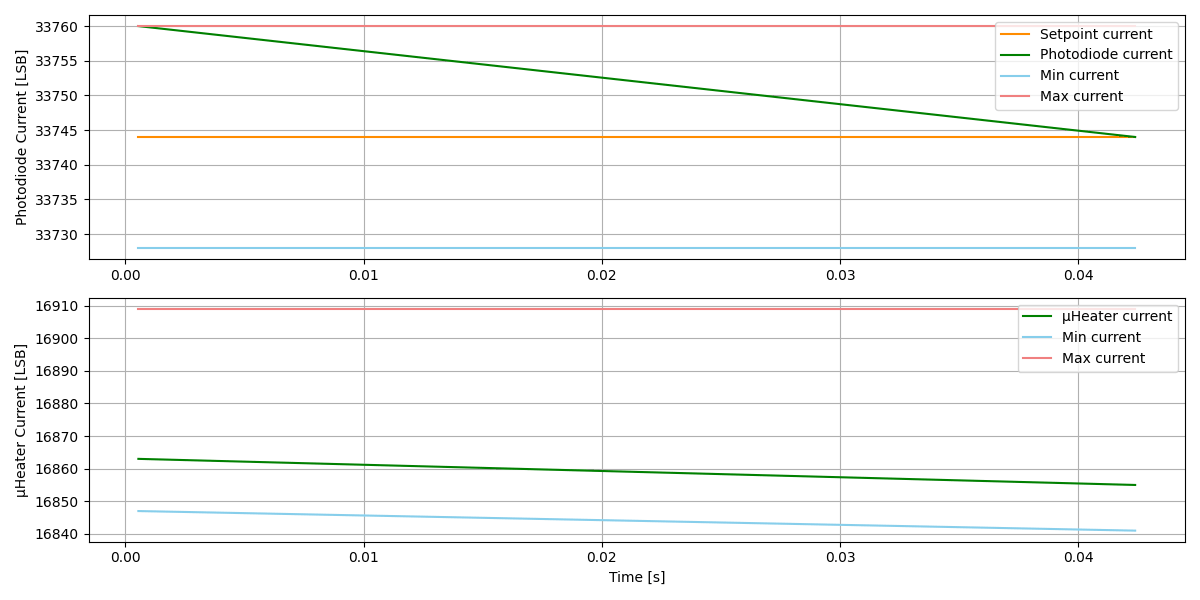 Photodiode Current [LSB]
33760
33755
33750
33745
33740
33735
33730
Setpoint current
Photodiode current
Min current
Max current
0.00 0.01 0.02 0.03 0.04
μHeater Current [LSB]
16910
16900
16890
16880
16870
16860
16850
16840
μHeater current
Min current
Max current
0.00 0.01 0.02 0.03 0.04
Time [s]